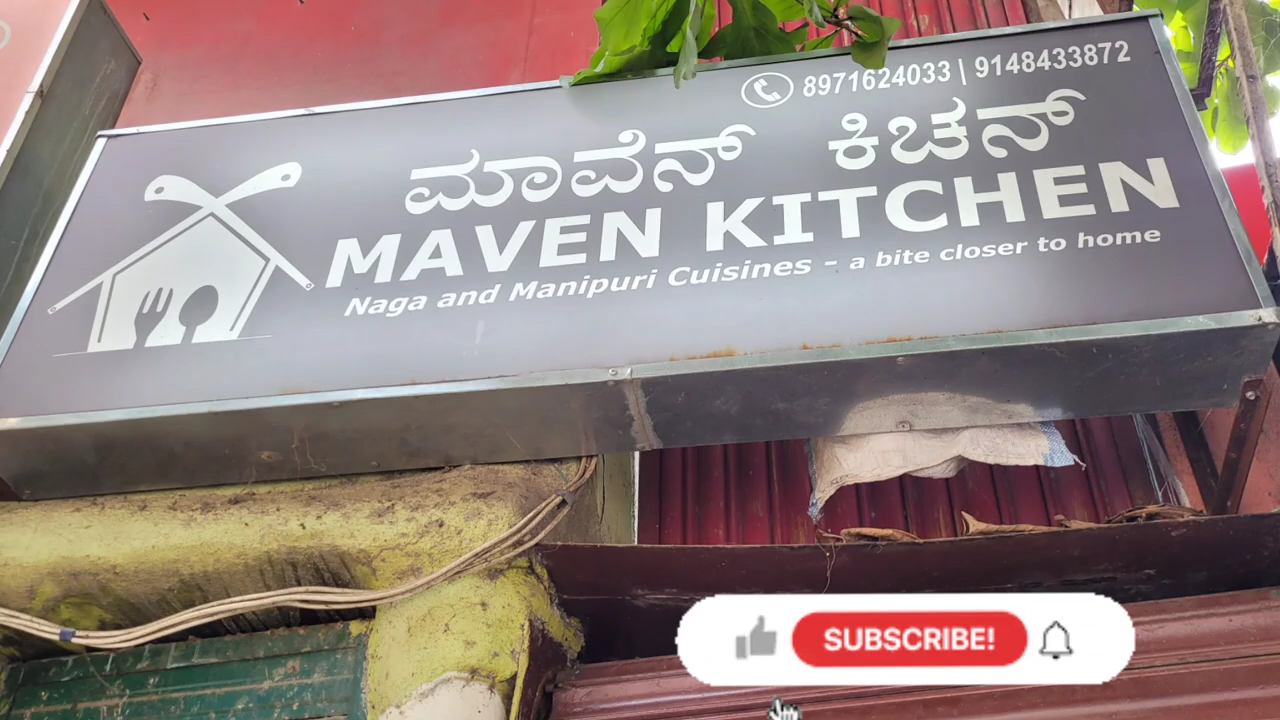 8971624033 | 9148433872
ಮಾವೆನ್ ಕಿಚನ್
MAVEN KITCHEN
Naga and Manipuri Cuisines - a bite closer to home
SUBSCRIBE!